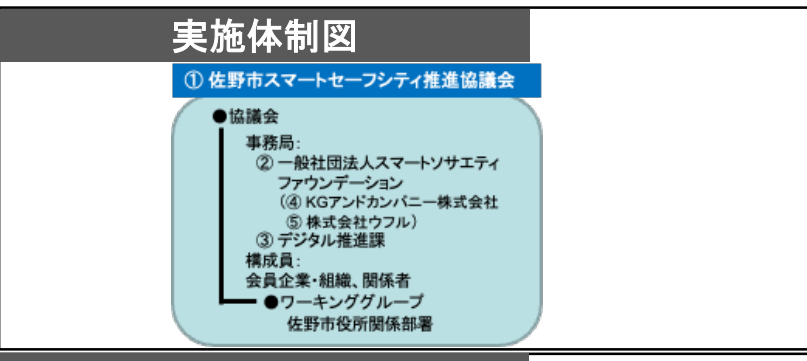 実施体制図
① 佐野市スマートセーフシティ推進協議会
●協議会
事務局：
② 一般社団法人スマートソサエティ
ファウンデーション
（④ KGアンドカンパニー株式会社
⑤ 株式会社ウフル）
③ デジタル推進課
構成員：
会員企業・組織、関係者
●ワーキンググループ
佐野市役所関係部署